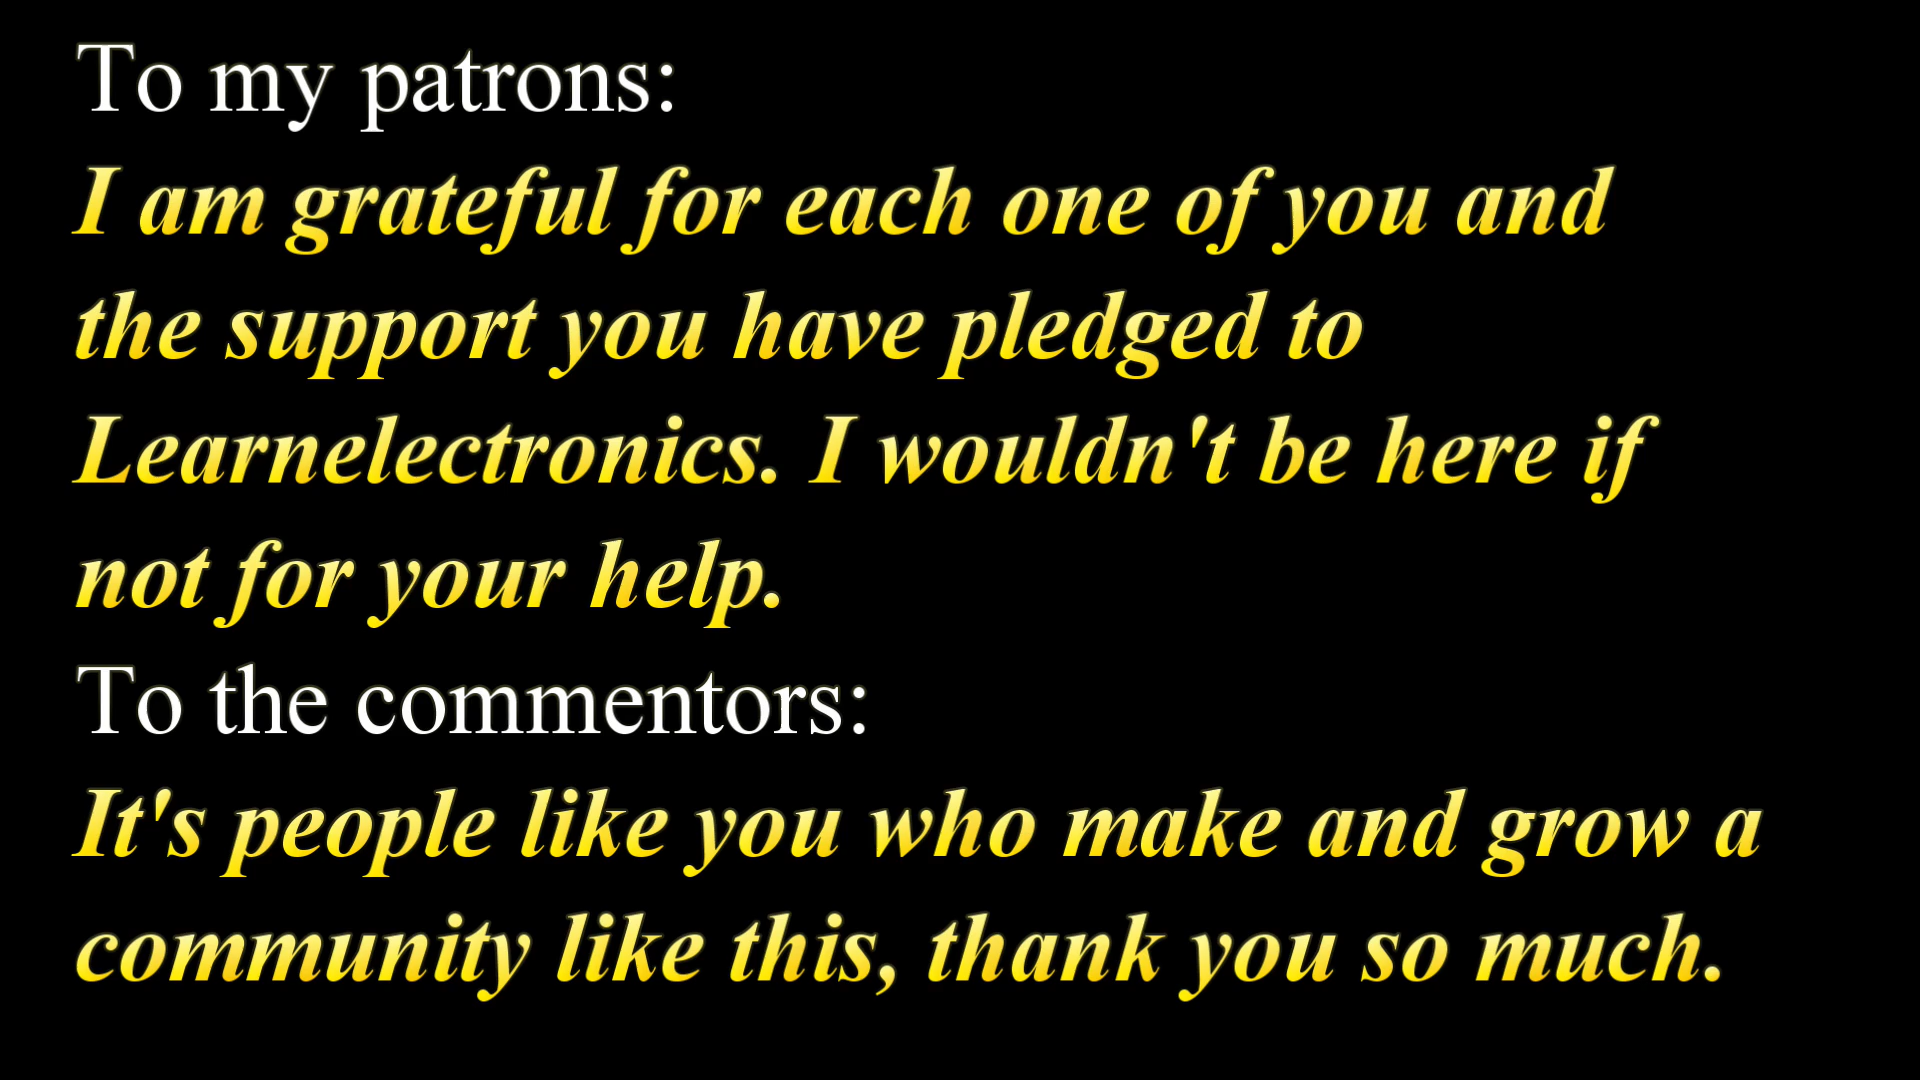 To my patrons:
I am grateful for each one of you and
the support you have pledged to
Learnelectronics. I wouldn't be here if
not for your help.
To the commentors:
It's people like you who make and grow a
community like this, thank you so much.